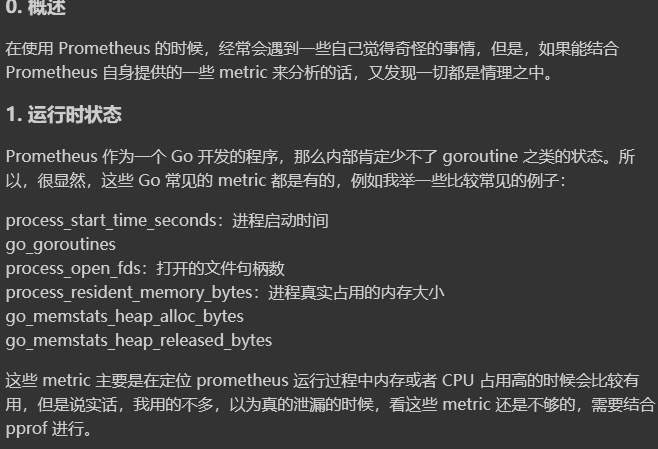 0. 概述
在使用 Prometheus 的时候，经常会遇到一些自己觉得奇怪的事情，但是，如果能结合
Prometheus 自身提供的一些 metric 来分析的话，又发现一切都是情理之中。
1. 运行时状态
Prometheus 作为一个 Go 开发的程序，那么内部肯定少不了 goroutine 之类的状态。所
以，很显然，这些 Go 常见的 metric 都是有的，例如我举一些比较常见的例子：
process_start_time_seconds：进程启动时间
go_goroutines
process_open_fds：打开的文件句柄数
process_resident_memory_bytes：进程真实占用的内存大小
go_memstats_heap_alloc_bytes
go_memstats_heap_released_bytes
这些 metric 主要是在定位 prometheus 运行过程中内存或者 CPU 占用高的时候会比较有
用，但是说实话，我用的不多，以为真的泄漏的时候，看这些 metric 还是不够的，需要结合
pprof 进行。